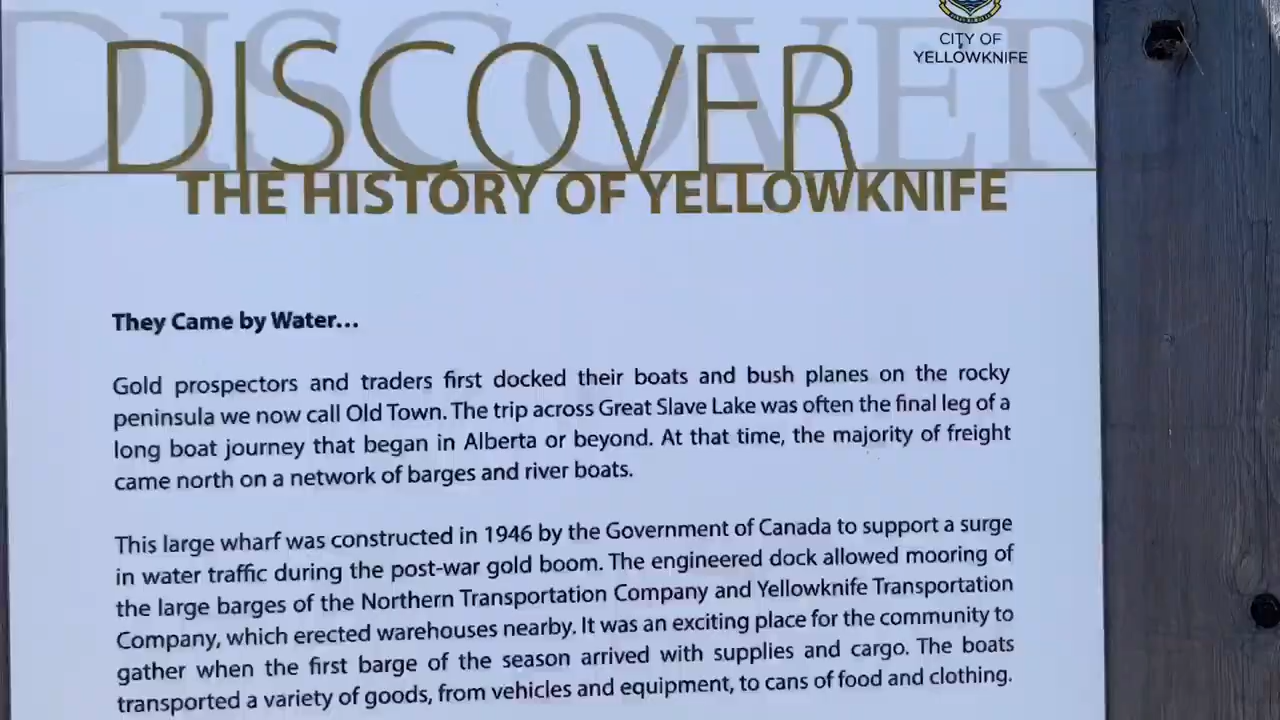 CITY OF
YELLOWKNIFE
DISCOVER
DISCOVER
THE HISTORY OF YELLOWKNIFE
They Came by Water...
Gold prospectors and traders first docked their boats and bush planes on the rocky
peninsula we now call Old Town. The trip across Great Slave Lake was often the final leg of a
long boat journey that began in Alberta or beyond. At that time, the majority of freight
came north on a network of barges and river boats.
This large wharf was constructed in 1946 by the Government of Canada to support a surge
in water traffic during the post-war gold boom. The engineered dock allowed mooring of
the large barges of the Northern Transportation Company and Yellowknife Transportation
Company, which erected warehouses nearby. It was an exciting place for the community to
gather when the first barge of the season arrived with supplies and cargo. The boats
transported a variety of goods, from vehicles and equipment, to cans of food and clothing.